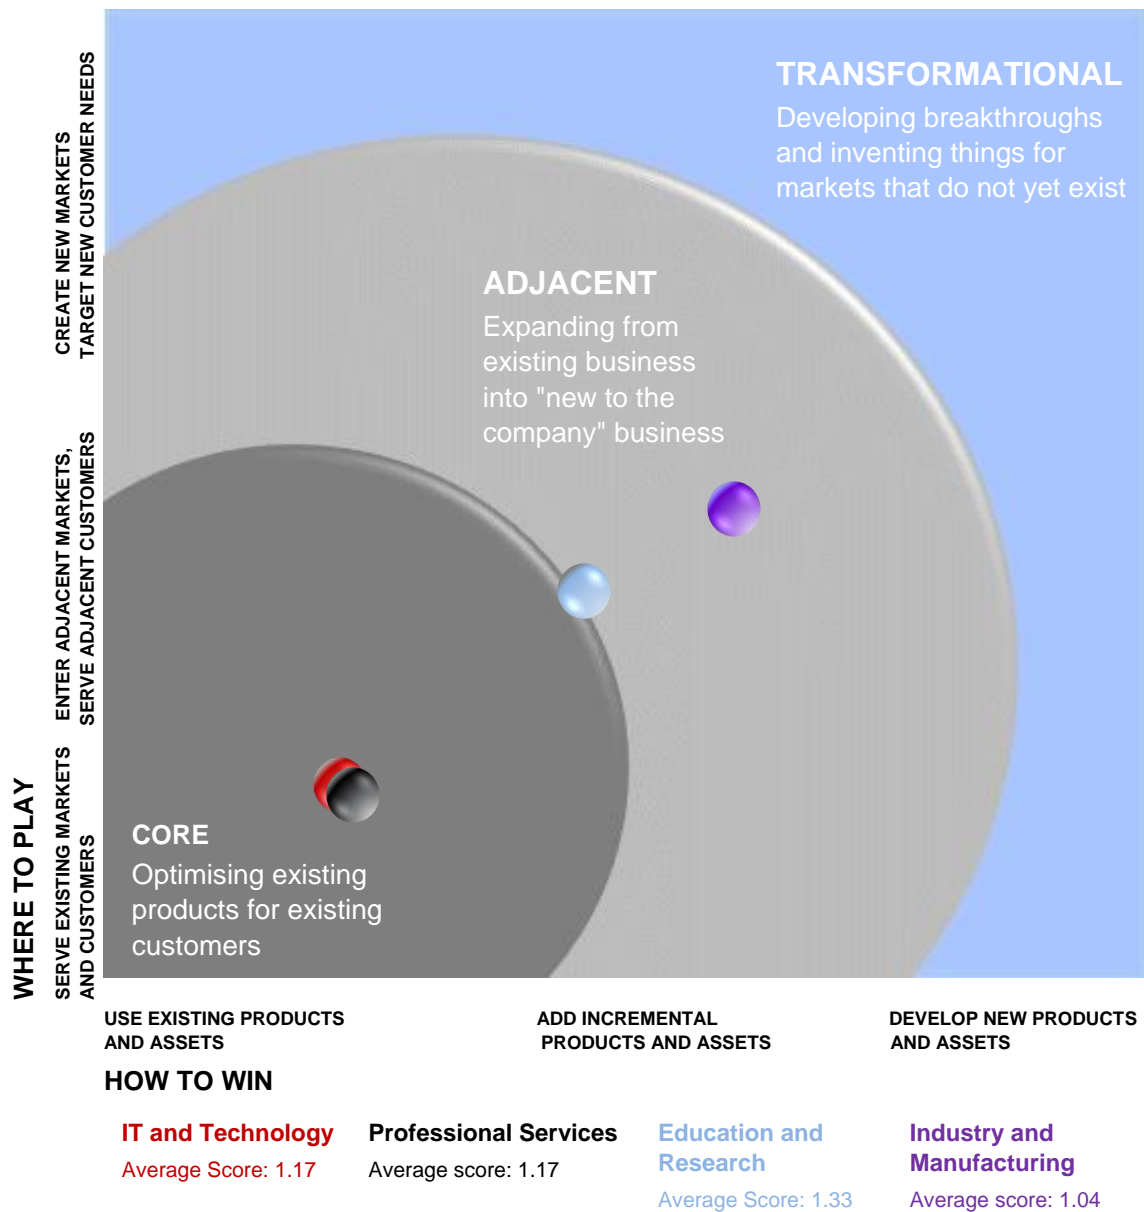 TRANSFORMATIONAL
Developing breakthroughs
and inventing things for
markets that do not yet exist
ADJACENT
Expanding from
existing business
into "new to the
company" business
CORE
Optimising existing
products for existing
customers
WHERE TO PLAY
CREATE NEW MARKETS
TARGET NEW CUSTOMER NEEDS
ENTER ADJACENT MARKETS,
SERVE ADJACENT CUSTOMERS
SERVE EXISTING MARKETS
AND CUSTOMERS
USE EXISTING PRODUCTS
AND ASSETS
ADD INCREMENTAL
PRODUCTS AND ASSETS
DEVELOP NEW PRODUCTS
AND ASSETS
HOW TO WIN
IT and Technology
Average Score: 1.17
Professional Services
Average score: 1.17
Education and
Research
Average Score: 1.33
Industry and
Manufacturing
Average score: 1.04